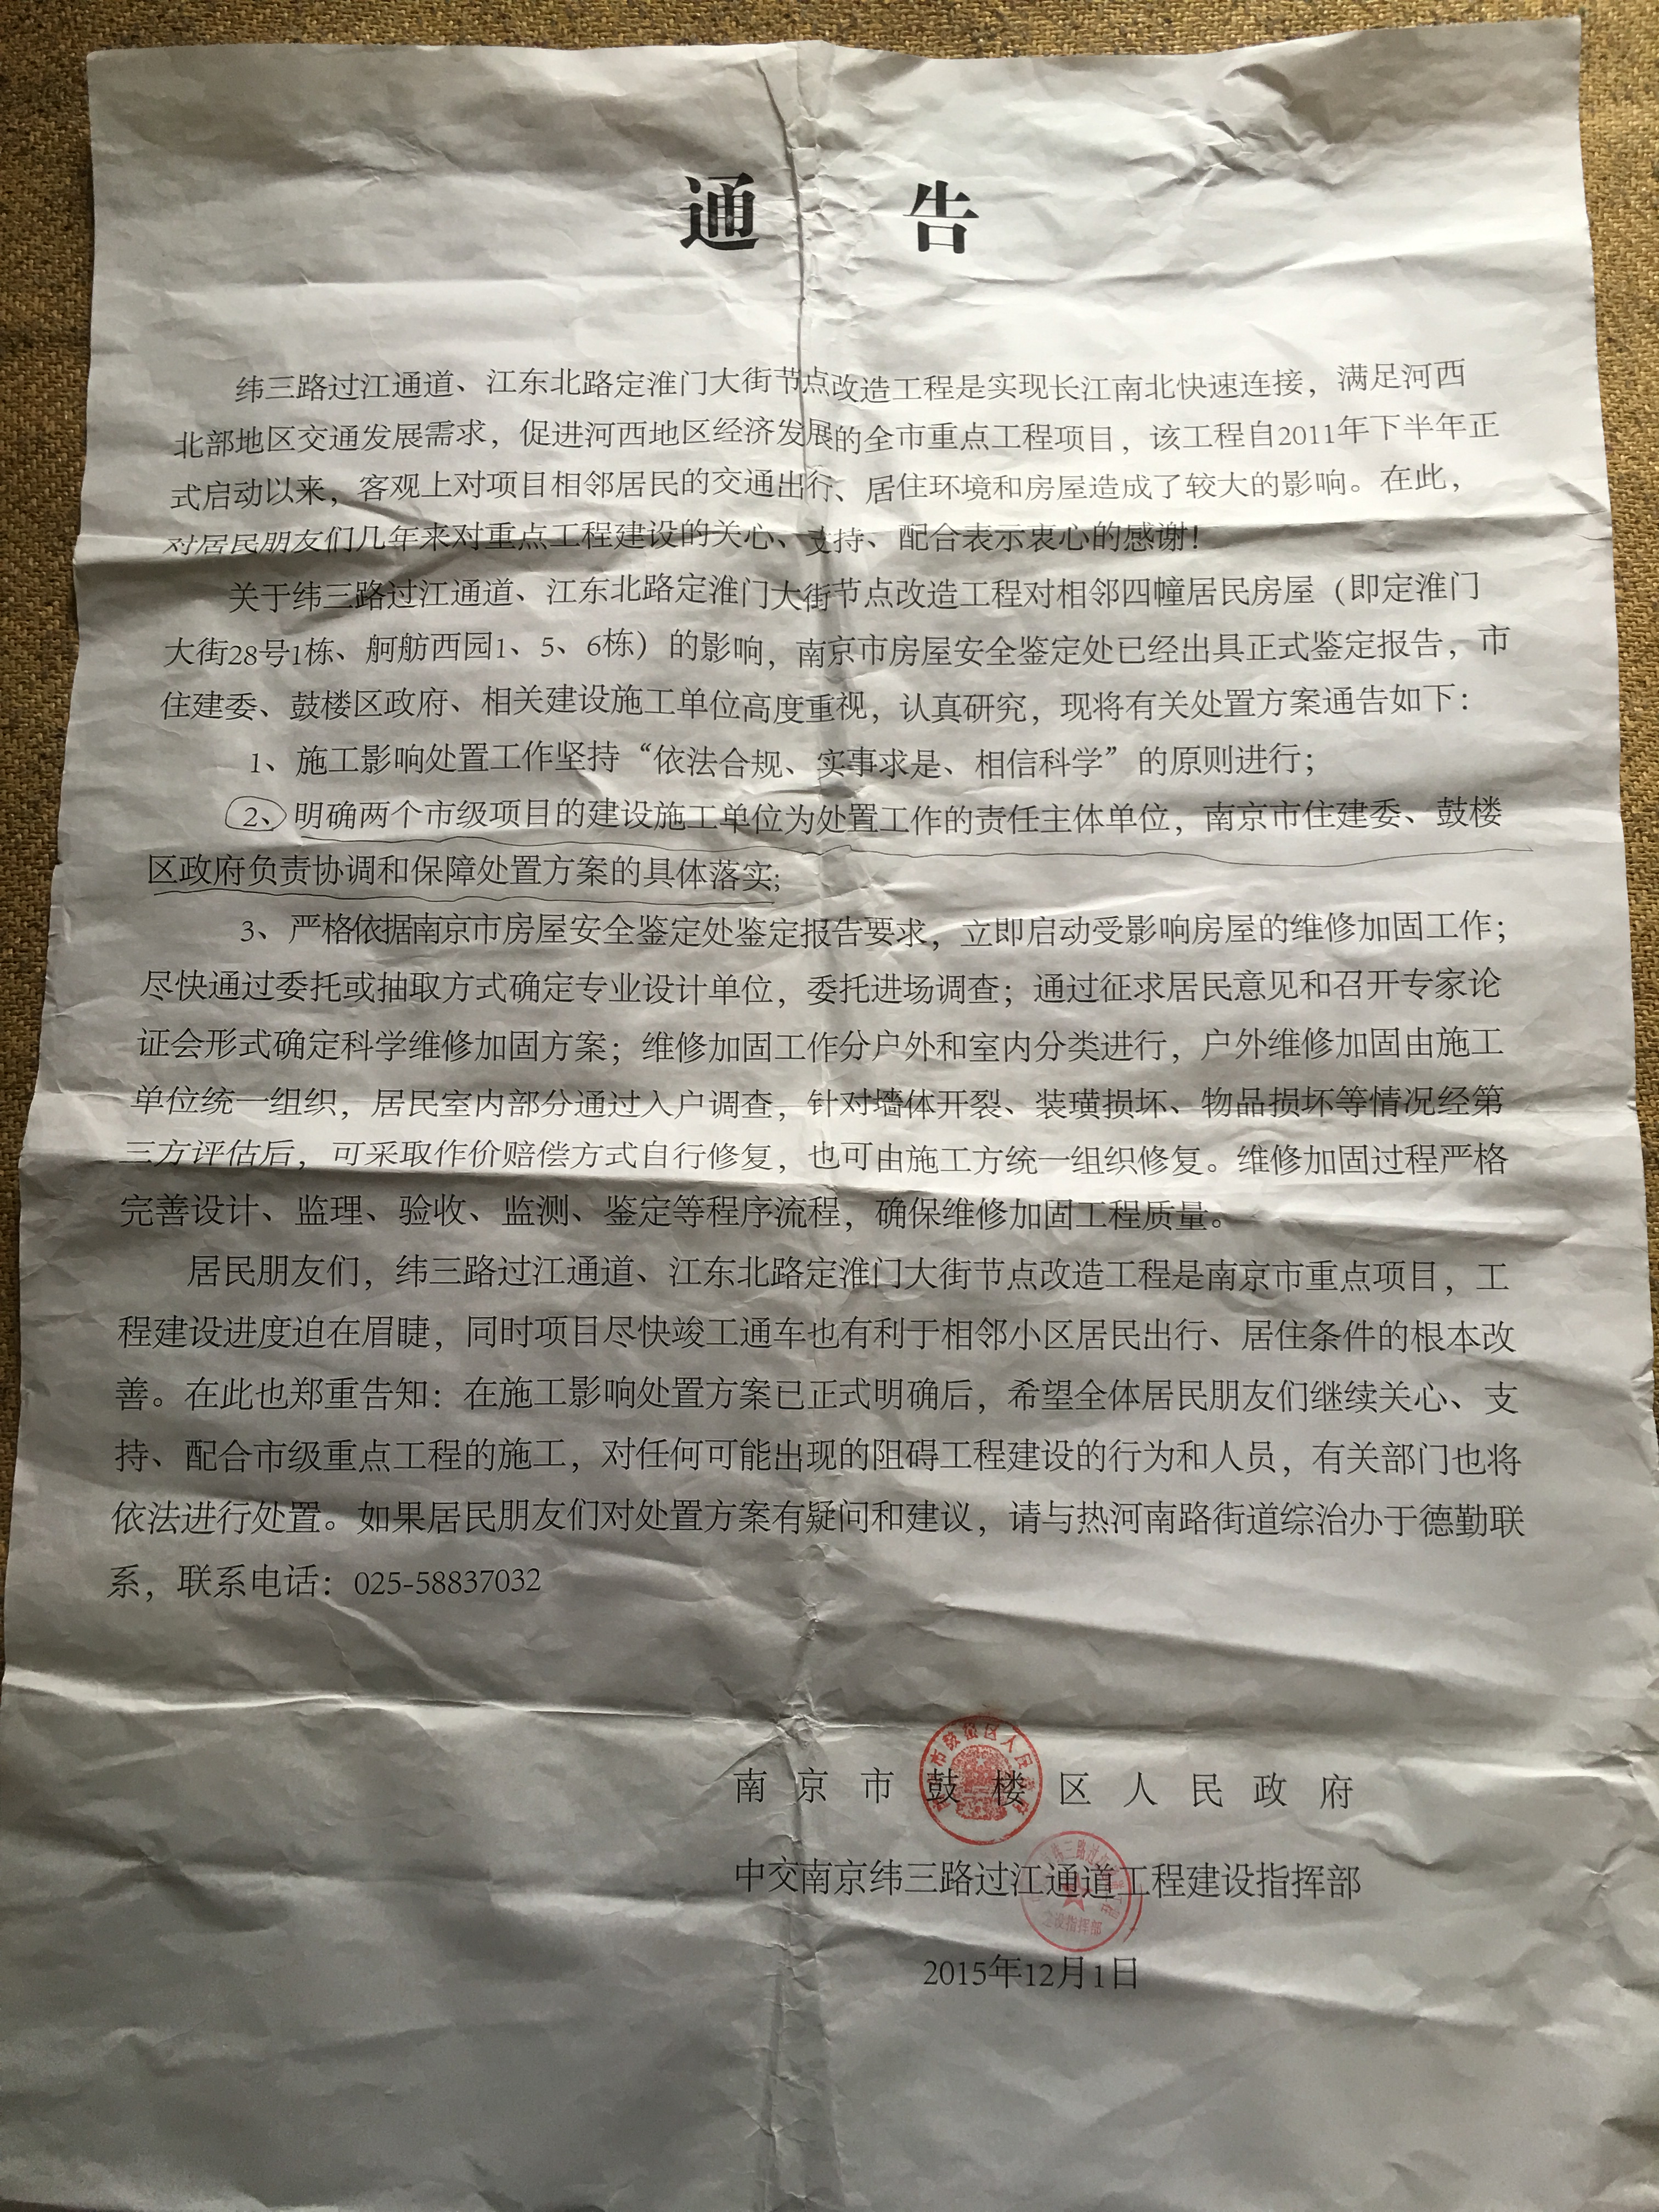 通 告
纬三路过江通道、江东北路定淮门大街节点改造工程是实现长江南北快速连接，满足河西
北部地区交通发展需求，促进河西地区经济发展的全市重点工程项目，该工程自2011年下半年正
式启动以来，客观上对项目相邻居民的交通出行、居住环境和房屋造成了较大的影响。在此，
对居民朋友们几年来对重点工程建设的关心、支持、配合表示衷心的感谢！
关于纬三路过江通道、江东北路定淮门大街节点改造工程对相邻四幢居民房屋（即定淮门
大街28号1栋、舸舫西园1、5、6栋）的影响，南京市房屋安全鉴定处已经出具正式鉴定报告，市
住建委、鼓楼区政府、相关建设施工单位高度重视，认真研究，现将有关处置方案通告如下：
1、施工影响处置工作坚持“依法合规、实事求是、相信科学”的原则进行；
2、明确两个市级项目的建设施工单位为处置工作的责任主体单位，南京市住建委、鼓楼
区政府负责协调和保障处置方案的具体落实；
3、严格依据南京市房屋安全鉴定处鉴定报告要求，立即启动受影响房屋的维修加固工作；
尽快通过委托或抽取方式确定专业设计单位，委托进场调查；通过征求居民意见和召开专家论
证会形式确定科学维修加固方案；维修加固工作分户外和室内分类进行，户外维修加固由施工
单位统一组织，居民室内部分通过入户调查，针对墙体开裂、装璜损坏、物品损坏等情况经第
三方评估后，可采取作价赔偿方式自行修复，也可由施工方统一组织修复。维修加固过程严格
完善设计、监理、验收、监测、鉴定等程序流程，确保维修加固工程质量。
居民朋友们，纬三路过江通道、江东北路定淮门大街节点改造工程是南京市重点项目，工
程建设进度迫在眉睫，同时项目尽快竣工通车也有利于相邻小区居民出行、居住条件的根本改
善。在此也郑重告知：在施工影响处置方案已正式明确后，希望全体居民朋友们继续关心、支
持、配合市级重点工程的施工，对任何可能出现的阻碍工程建设的行为和人员，有关部门也将
依法进行处置。如果居民朋友们对处置方案有疑问和建议，请与热河南路街道综治办于德勤联
系，联系电话：025-58837032
南京市鼓楼区人民政府
中交南京纬三路过江通道工程建设指挥部
2015年12月1日